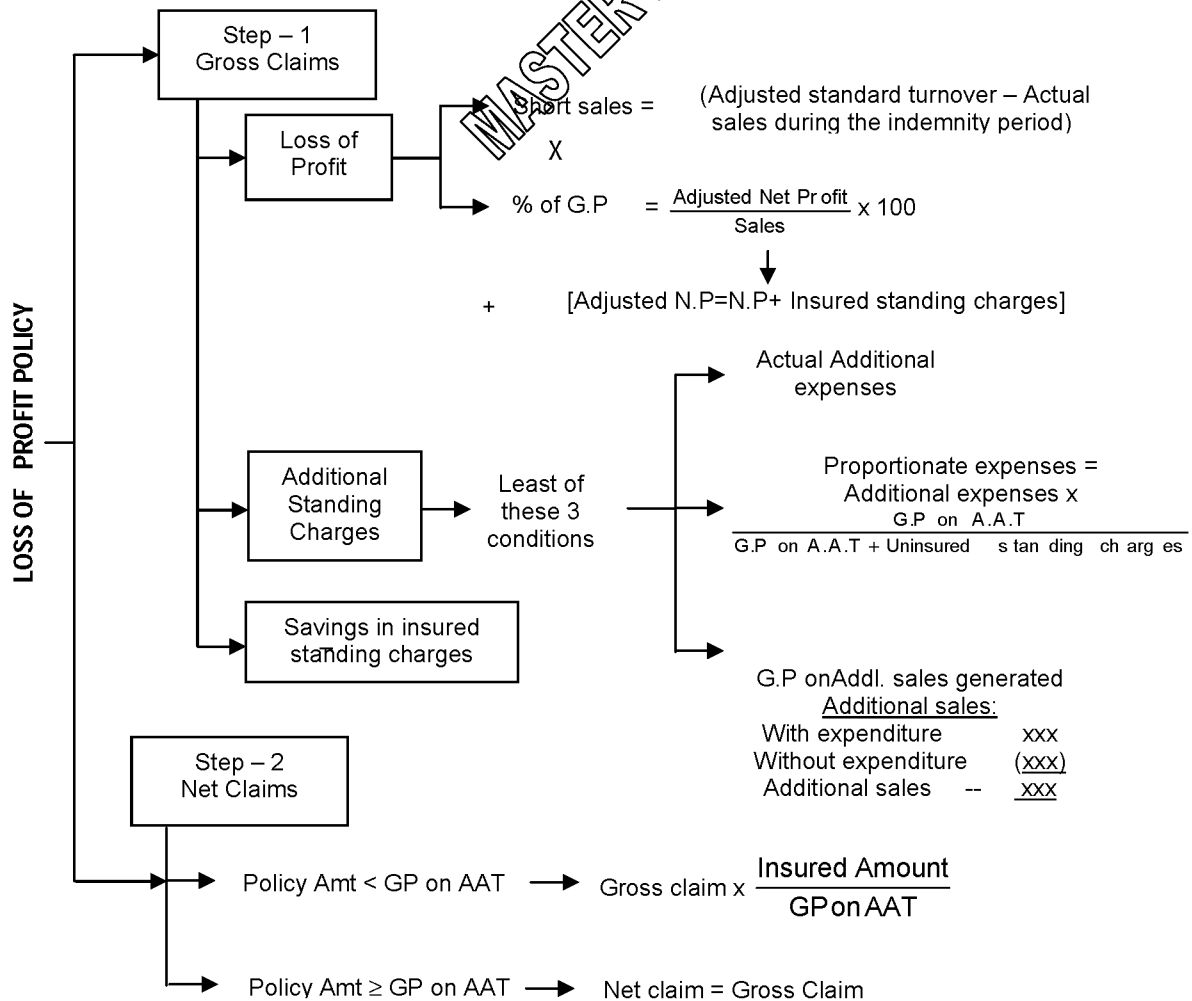 MASTER
Step – 1
Gross Claims
Loss of
Profit
Short sales =
(Adjusted standard turnover – Actual
sales during the indemnity period)
X
% of G.P = Adjusted Net Profit
Sales
x 100
+
[Adjusted N.P=N.P+ Insured standing charges]
LOSS OF PROFIT POLICY
Additional
Standing
Charges
Least of
these 3
conditions
Actual Additional
expenses
Proportionate expenses =
Additional expenses x
G.P on A.A.T
G.P on A.A.T + Uninsured standing charges
–
Savings in insured
standing charges
G.P onAddl. sales generated
Additional sales:
With expenditure xxx
Without expenditure (xxx)
Additional sales -- xxx
Step – 2
Net Claims
Policy Amt < GP on AAT
Gross claim x Insured Amount
GP on AAT
Policy Amt ≥ GP on AAT
Net claim = Gross Claim